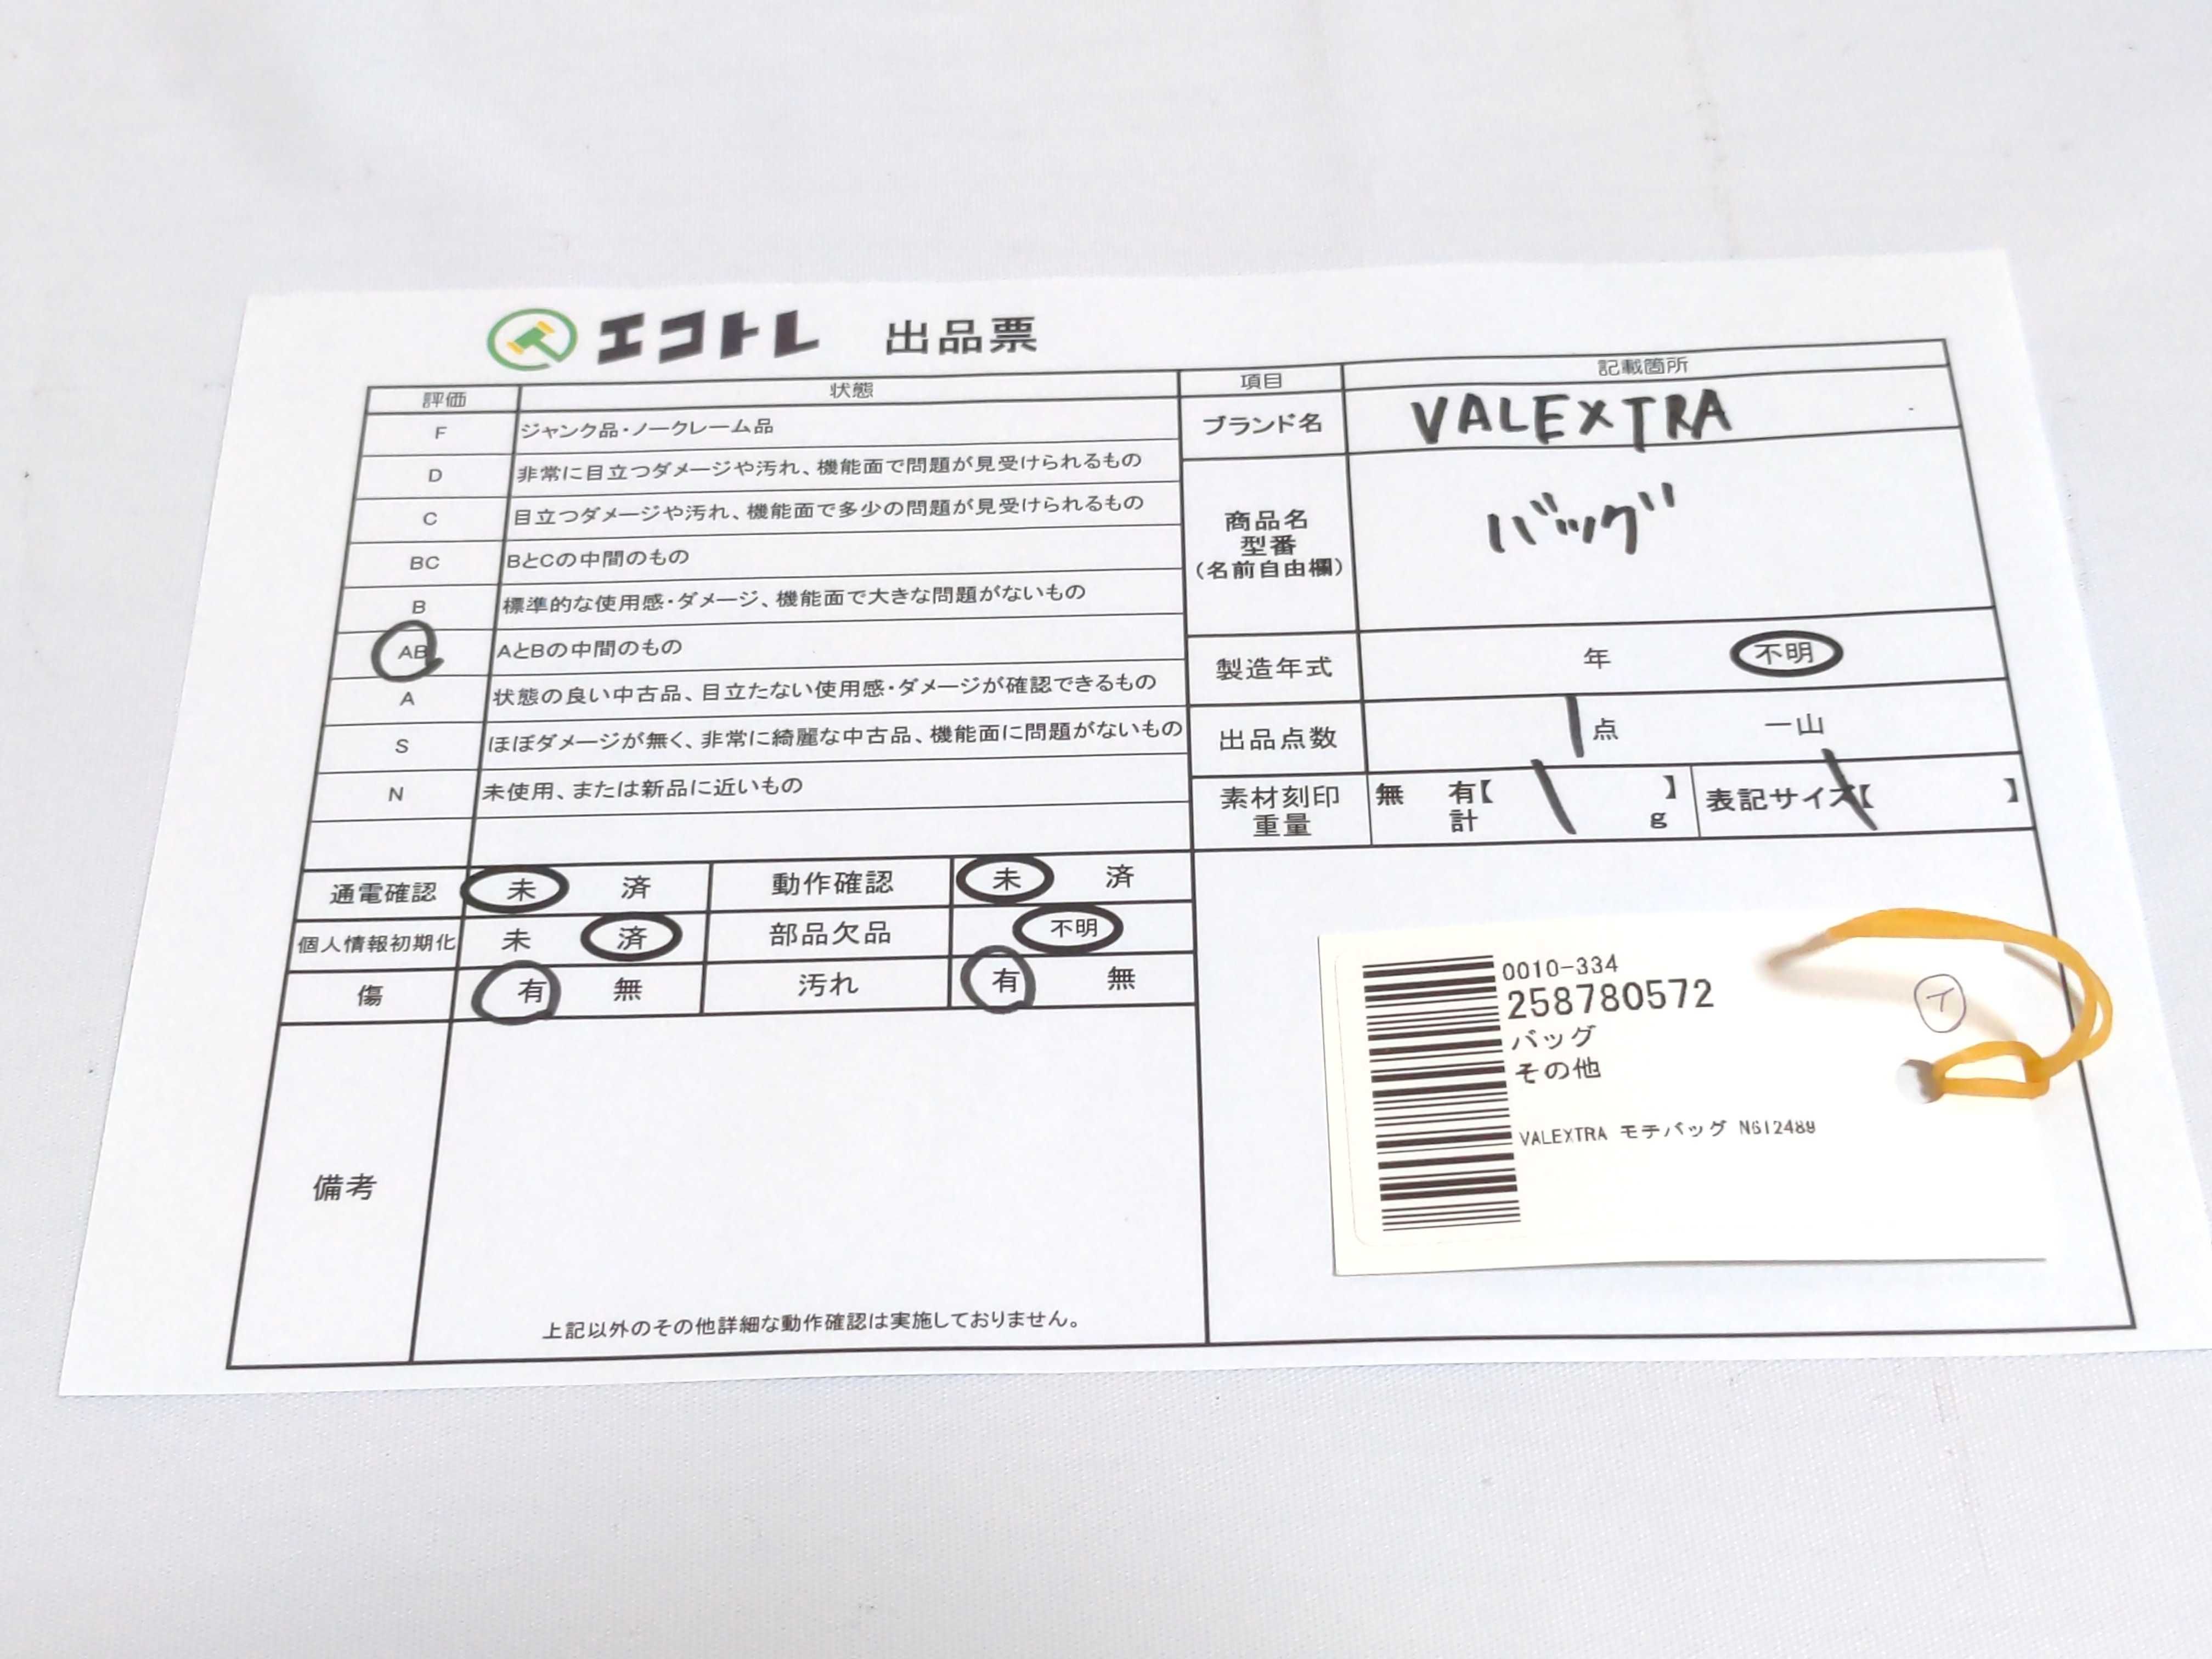 エコトレ 出品票
評価 状態
F ジャンク品・ノークレーム品
D 非常に目立つダメージや汚れ、機能面で問題が見受けられるもの
C 目立つダメージや汚れ、機能面で多少の問題が見受けられるもの
BC BとCの中間のもの
B 標準的な使用感・ダメージ、機能面で大きな問題がないもの
AB AとBの中間のもの
A 状態の良い中古品、目立たない使用感・ダメージが確認できるもの
S ほぼダメージが無く、非常に綺麗な中古品、機能面に問題がないもの
N 未使用、または新品に近いもの
通電確認 未 済 動作確認 未 済
個人情報初期化 未 済 部品欠品 不明
傷 有 無 汚れ 有 無
備考
上記以外のその他詳細な動作確認は実施しておりません。
項目 記載箇所
ブランド名 VALEXTRA
商品名
型番
(名前自由欄)
バッグ
製造年式 年 不明
出品点数 1点 一山
素材刻印 無 有【 】 表記サイズ【 】
重量 計 g
0010-334
258780572
バッグ
その他
イ
VALEXTRA モチバッグ N612489